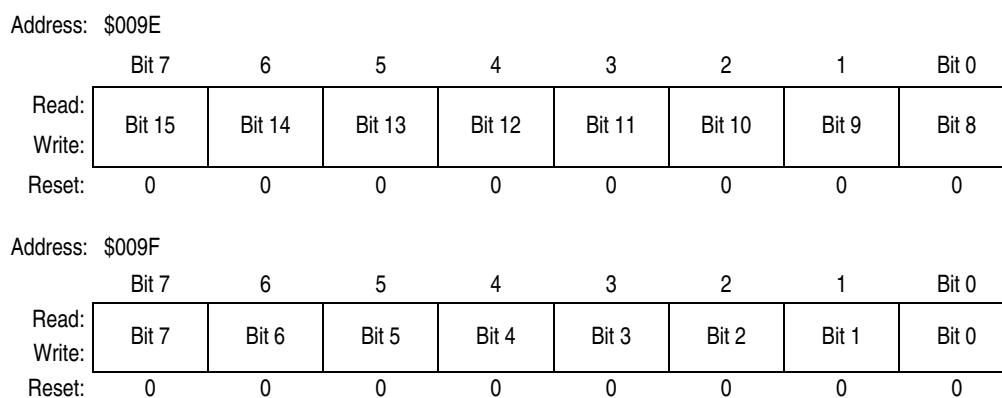 Address: $009E
Bit 7 6 5 4 3 2 1 Bit 0
Read:
Bit 15 Bit 14 Bit 13 Bit 12 Bit 11 Bit 10 Bit 9 Bit 8
Write:
Reset: 0 0 0 0 0 0 0 0
Address: $009F
Bit 7 6 5 4 3 2 1 Bit 0
Read:
Bit 7 Bit 6 Bit 5 Bit 4 Bit 3 Bit 2 Bit 1 Bit 0
Write:
Reset: 0 0 0 0 0 0 0 0